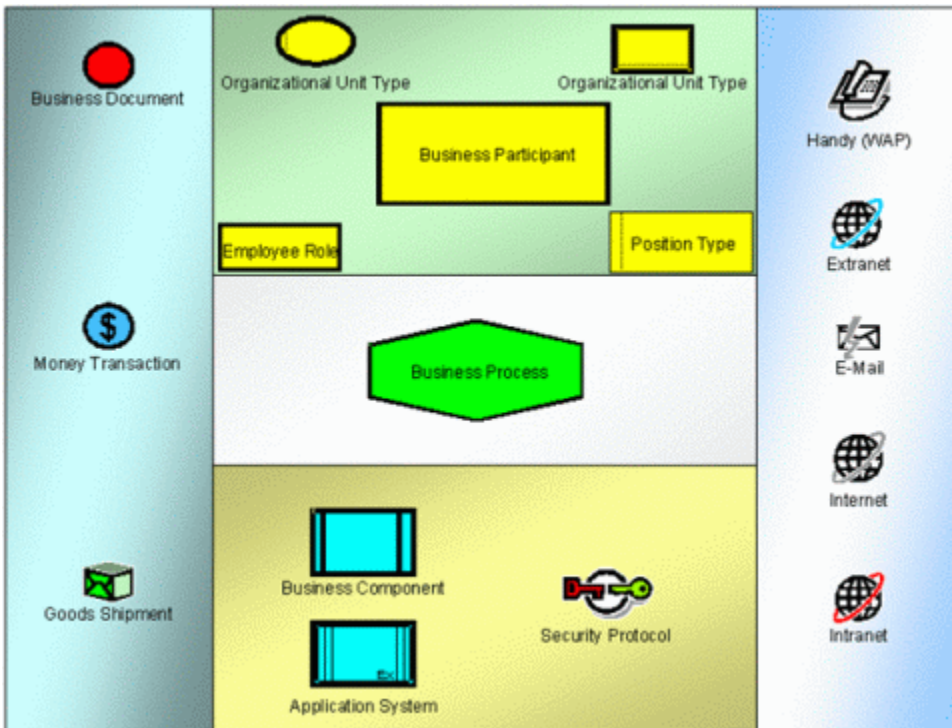 Business Document
Money Transaction
Goods Shipment
Organizational Unit Type
Organizational Unit Type
Business Participant
Employee Role
Position Type
Business Process
Business Component
Ex
Application System
Security Protocol
Handy (WAP)
Extranet
E-Mail
Internet
Intranet